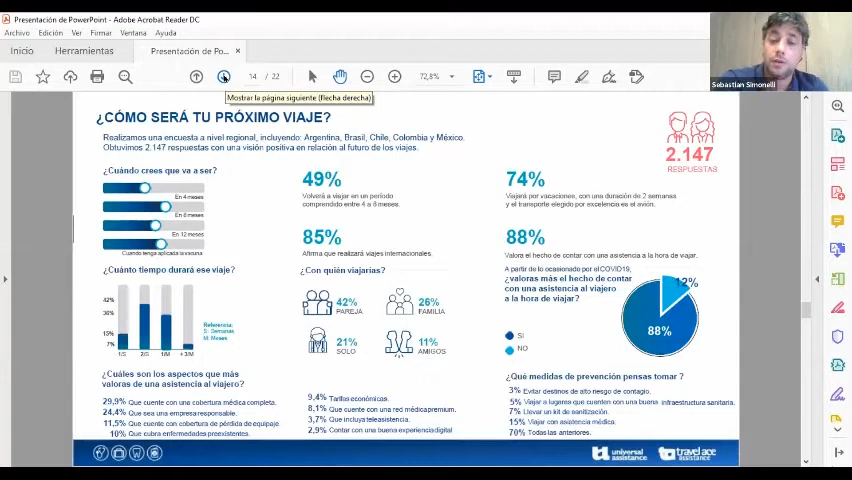 Presentación de PowerPoint - Adobe Acrobat Reader DC
Archivo Edición Ver Firmar Ventana Ayuda
Inicio Herramientas Presentación de Po... ×
14 / 22 72,8%
Mostrar la página siguiente (flecha derecha)
Sebastian Simonelli
¿CÓMO SERÁ TU PRÓXIMO VIAJE?
Realizamos una encuesta a nivel regional, incluyendo: Argentina, Brasil, Chile, Colombia y México.
Obtuvimos 2.147 respuestas con una visión positiva en relación al futuro de los viajes.
2.147
RESPUESTAS
¿Cuándo crees que va a ser?
En 4 meses
En 8 meses
En 12 meses
Cuando tenga aplicada la vacuna
49%
Volverá a viajar en un período
comprendido entre 4 a 8 meses.
85%
Afirma que realizará viajes internacionales.
74%
Viajará por vacaciones, con una duración de 2 semanas
y el transporte elegido por excelencia es el avión.
88%
Valora el hecho de contar con una asistencia a la hora de viajar.
¿Cuánto tiempo durará ese viaje?
42%
36%
15%
7%
1/S 2/S 1/M + 3/M
Referencia:
S: Semanas
M: Meses
¿Con quién viajarías?
42%
PAREJA
26%
FAMILIA
21%
SOLO
11%
AMIGOS
A partir de lo ocasionado por el COVID19,
¿valoras más el hecho de contar
con una asistencia al viajero
a la hora de viajar?
SI
NO
12%
88%
¿Cuáles son los aspectos que más
valoras de una asistencia al viajero?
29,9% Que cuente con una cobertura médica completa.
24,4% Que sea una empresa responsable.
11,5% Que cuente con cobertura de pérdida de equipaje.
10% Que cubra enfermedades preexistentes.
9,4% Tarifas económicas.
8,1% Que cuente con una red médica premium.
3,7% Que incluya teleasistencia.
2,9% Contar con una buena experiencia digital
¿Qué medidas de prevención pensas tomar ?
3% Evitar destinos de alto riesgo de contagio.
5% Viajar a lugares que cuenten con una buena infraestructura sanitaria.
7% Llevar un kit de sanitización.
15% Viajar con asistencia médica.
70% Todas las anteriores.
universal assistance.
travel ace assistance